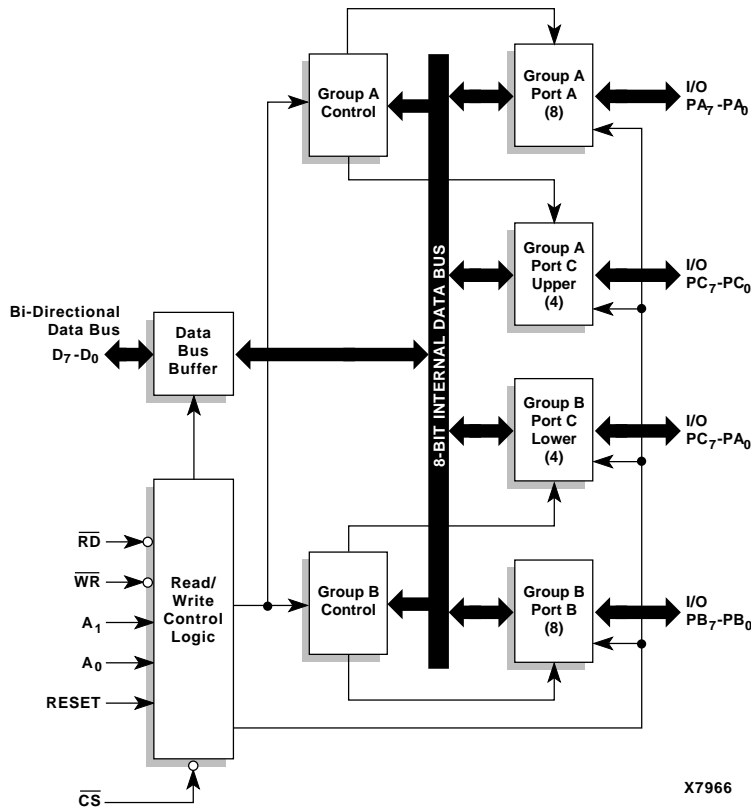 Group A
Control
Group A
Port A
(8)
I/O
PA7-PA0
Group A
Port C
Upper
(4)
I/O
PC7-PC0
8-BIT INTERNAL DATA BUS
Bi-Directional
Data Bus
D7-D0
Data
Bus
Buffer
Group B
Port C
Lower
(4)
I/O
PC7-PA0
RD
WR
A1
A0
RESET
CS
Read/
Write
Control
Logic
Group B
Control
Group B
Port B
(8)
I/O
PB7-PB0
X7966